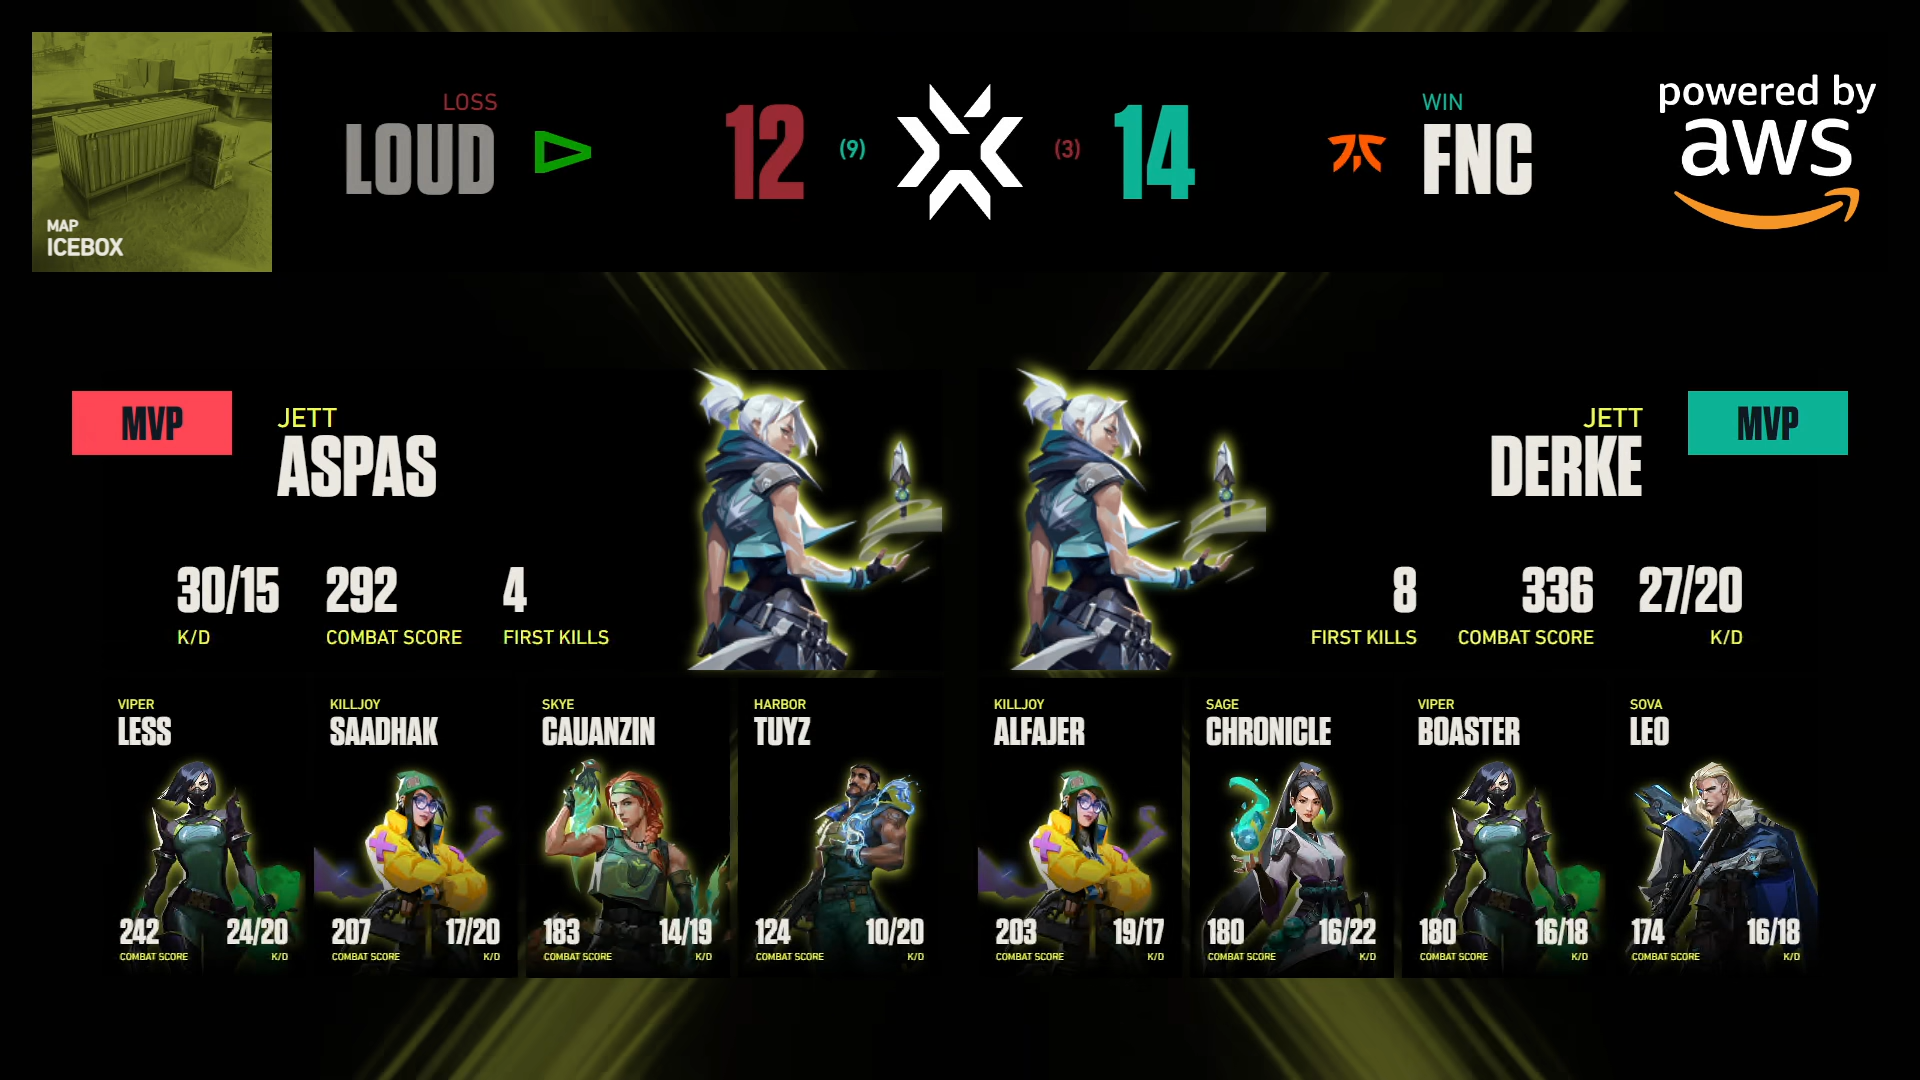 MAP
ICEBOX
LOSS
LOUD
12
(9)
(3)
14
WIN
FNC
powered by
aws
MVP
JETT
ASPAS
30/15
K/D
292
COMBAT SCORE
4
FIRST KILLS
JETT
DERKE
MVP
8
FIRST KILLS
336
COMBAT SCORE
27/20
K/D
VIPER
LESS
242
COMBAT SCORE
24/20
K/D
KILLJOY
SAADHAK
207
COMBAT SCORE
17/20
K/D
SKYE
CAUANZIN
183
COMBAT SCORE
14/19
K/D
HARBOR
TUYZ
124
COMBAT SCORE
10/20
K/D
KILLJOY
ALFAJER
203
COMBAT SCORE
19/17
K/D
SAGE
CHRONICLE
180
COMBAT SCORE
16/22
K/D
VIPER
BOASTER
180
COMBAT SCORE
16/18
K/D
SOVA
LEO
174
COMBAT SCORE
16/18
K/D